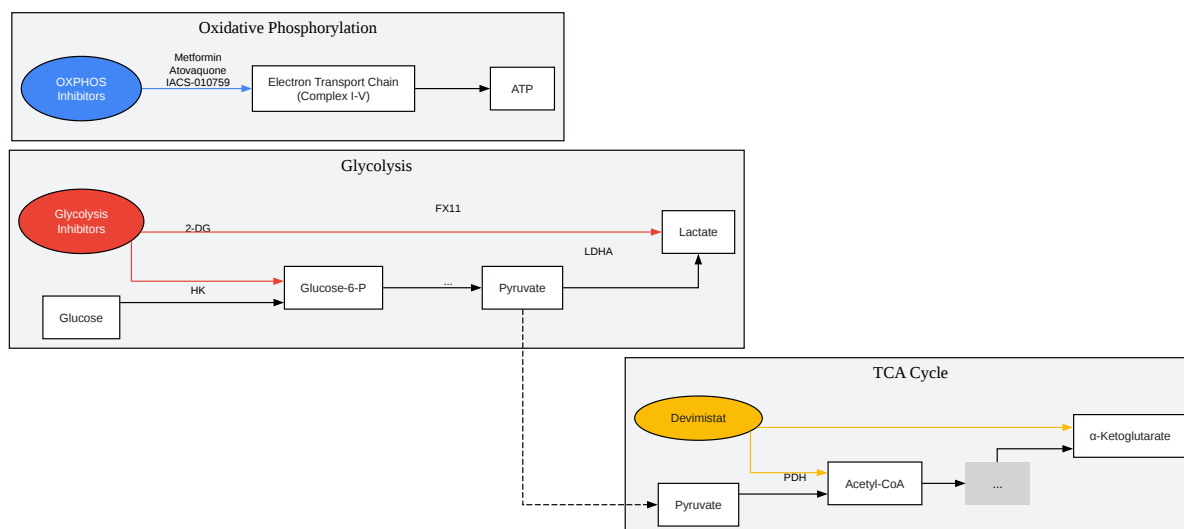 Oxidative Phosphorylation
Metformin
Atovaquone
IACS-010759
OXPHOS
Inhibitors
Electron Transport Chain
(Complex I-V)
ATP
Glycolysis
Glycolysis
Inhibitors
FX11
2-DG
Lactate
LDHA
HK
Glucose-6-P
...
Pyruvate
Glucose
TCA Cycle
Devimistat
α-Ketoglutarate
PDH
Acetyl-CoA
...
Pyruvate